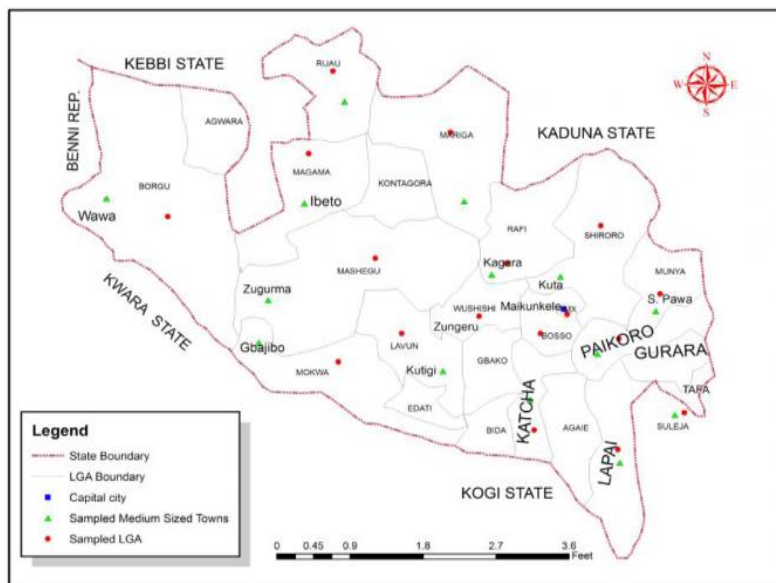 N
W E
S
KEBBI STATE
RIJAU
BENNI REP.
AGWARA
MARIGA
KADUNA STATE
MAGAMA
KONTAGORA
BORGU
Ibeto
Wawa
RAFI
SHIRORO
Kagara
MASHEGU
Kuta
MUNYA
KWARA STATE
Zugurma
S. Pawa
WUSHISHI
Maikunkele
Zungeru
BOSSO
PAIKORO
GURARA
Gbajibo
LAVUN
MOKWA
Kutigi
GBAKO
TAFA
EDATI
KATCHA
BIDA
AGAIE
SULEJA
LAPAI
KOGI STATE
Legend
State Boundary
LGA Boundary
Capital city
Sampled Medium Sized Towns
Sampled LGA
0 0.45 0.9 1.8 2.7 3.6
Feet